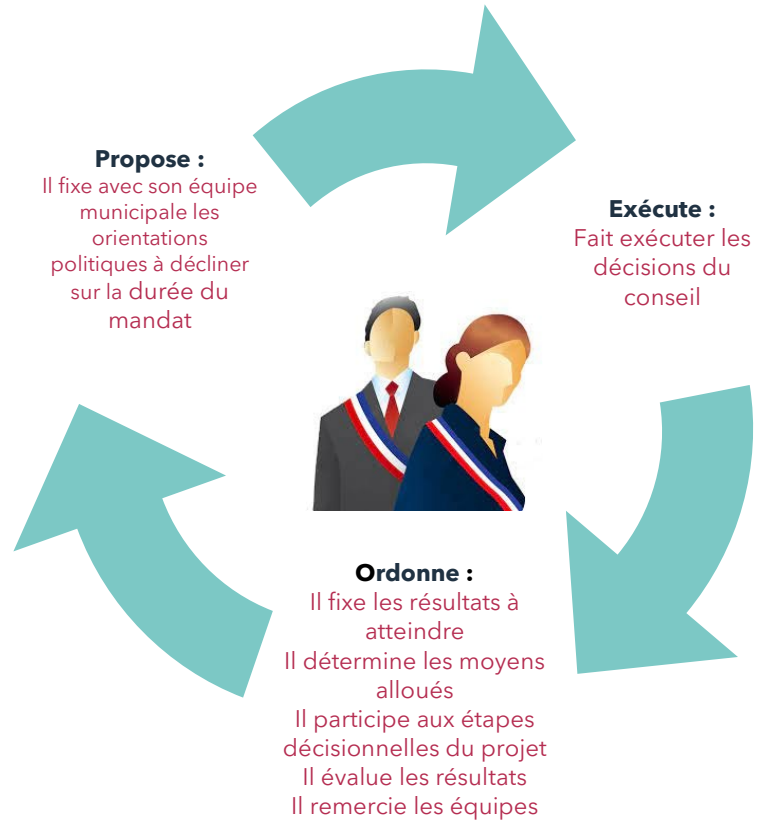 Propose :
Il fixe avec son équipe
municipale les
orientations
politiques à décliner
sur la durée du
mandat
Exécute :
Fait exécuter les
décisions du
conseil
Ordonne :
Il fixe les résultats à
atteindre
Il détermine les moyens
alloués
Il participe aux étapes
décisionnelles du projet
Il évalue les résultats
Il remercie les équipes